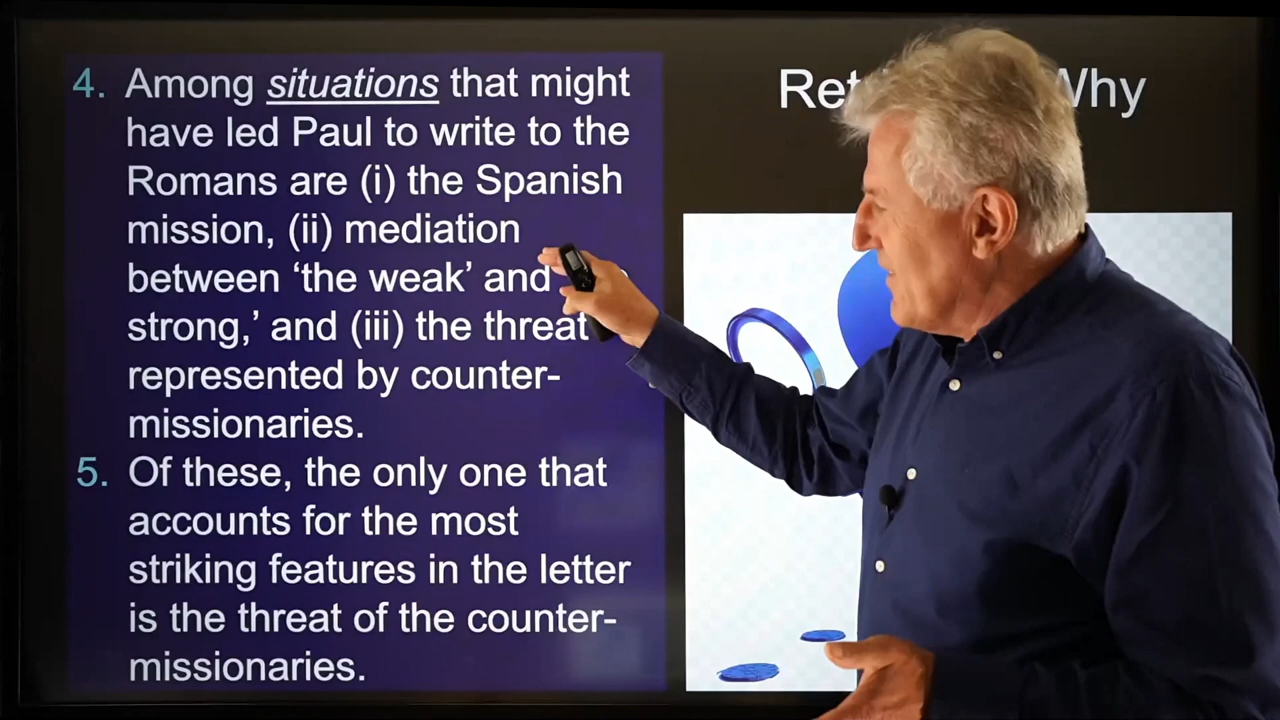 4. Among situations that might
have led Paul to write to the
Romans are (i) the Spanish
mission, (ii) mediation
between ‘the weak’ and
strong,’ and (iii) the threat
represented by counter-
missionaries.
5. Of these, the only one that
accounts for the most
striking features in the letter
is the threat of the counter-
missionaries.
Why